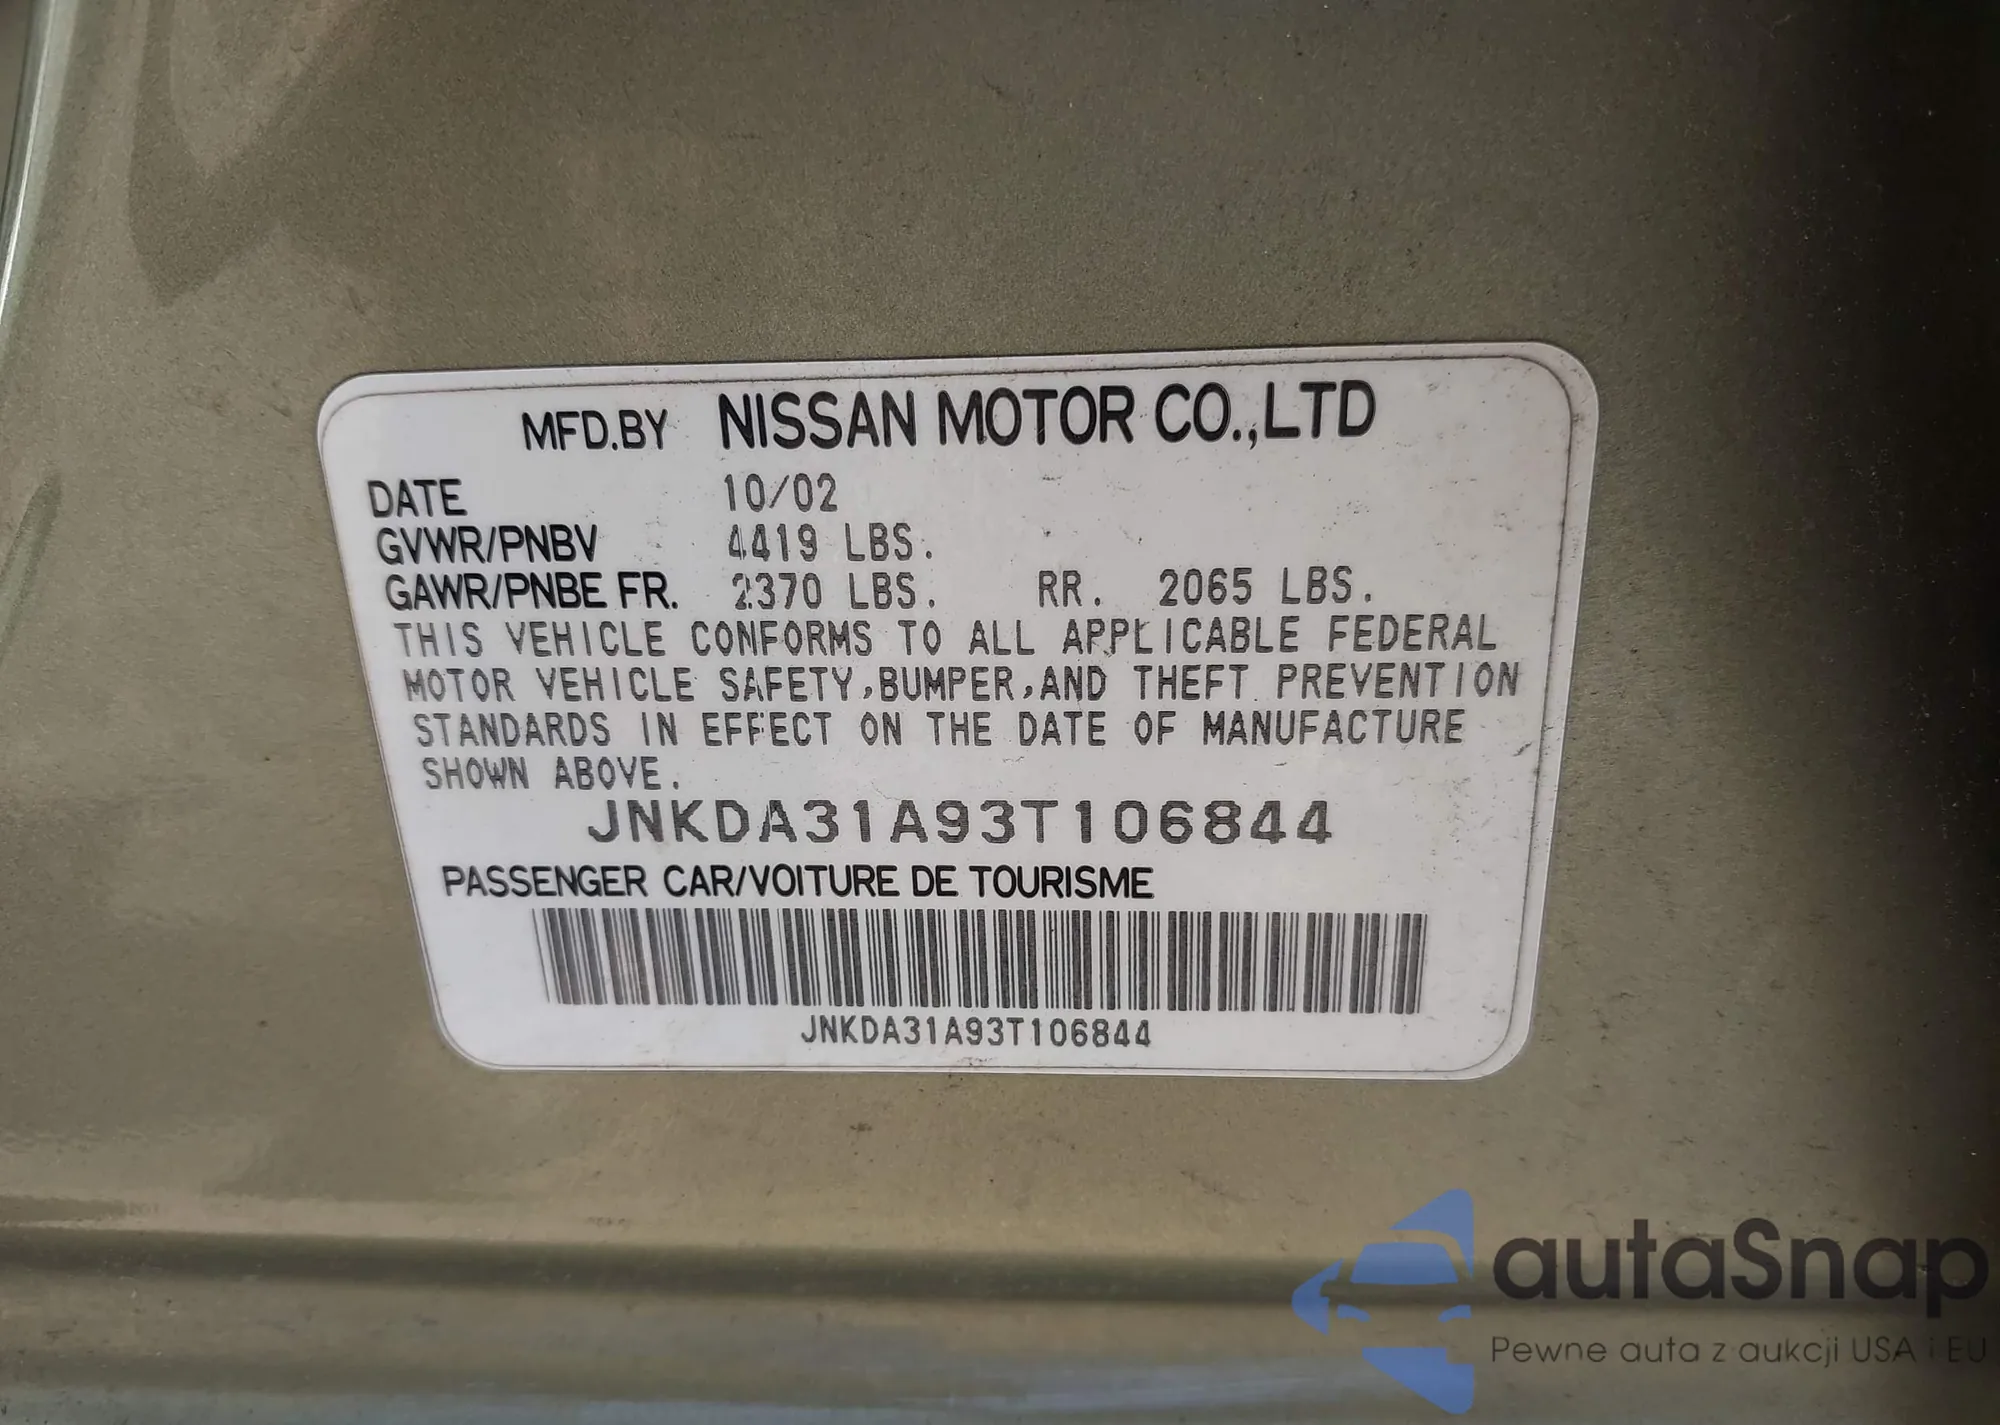 MFD.BY NISSAN MOTOR CO.,LTD
DATE 10/02
GVWR/PNBV 4419 LBS.
GAWR/PNBE FR. 2370 LBS. RR. 2065 LBS.
THIS VEHICLE CONFORMS TO ALL APPLICABLE FEDERAL
MOTOR VEHICLE SAFETY,BUMPER,AND THEFT PREVENTION
STANDARDS IN EFFECT ON THE DATE OF MANUFACTURE
SHOWN ABOVE.
JNKDA31A93T106844
PASSENGER CAR/VOITURE DE TOURISME
JNKDA31A93T106844
autaSnap
Pewne auta z aukcji USA i EU